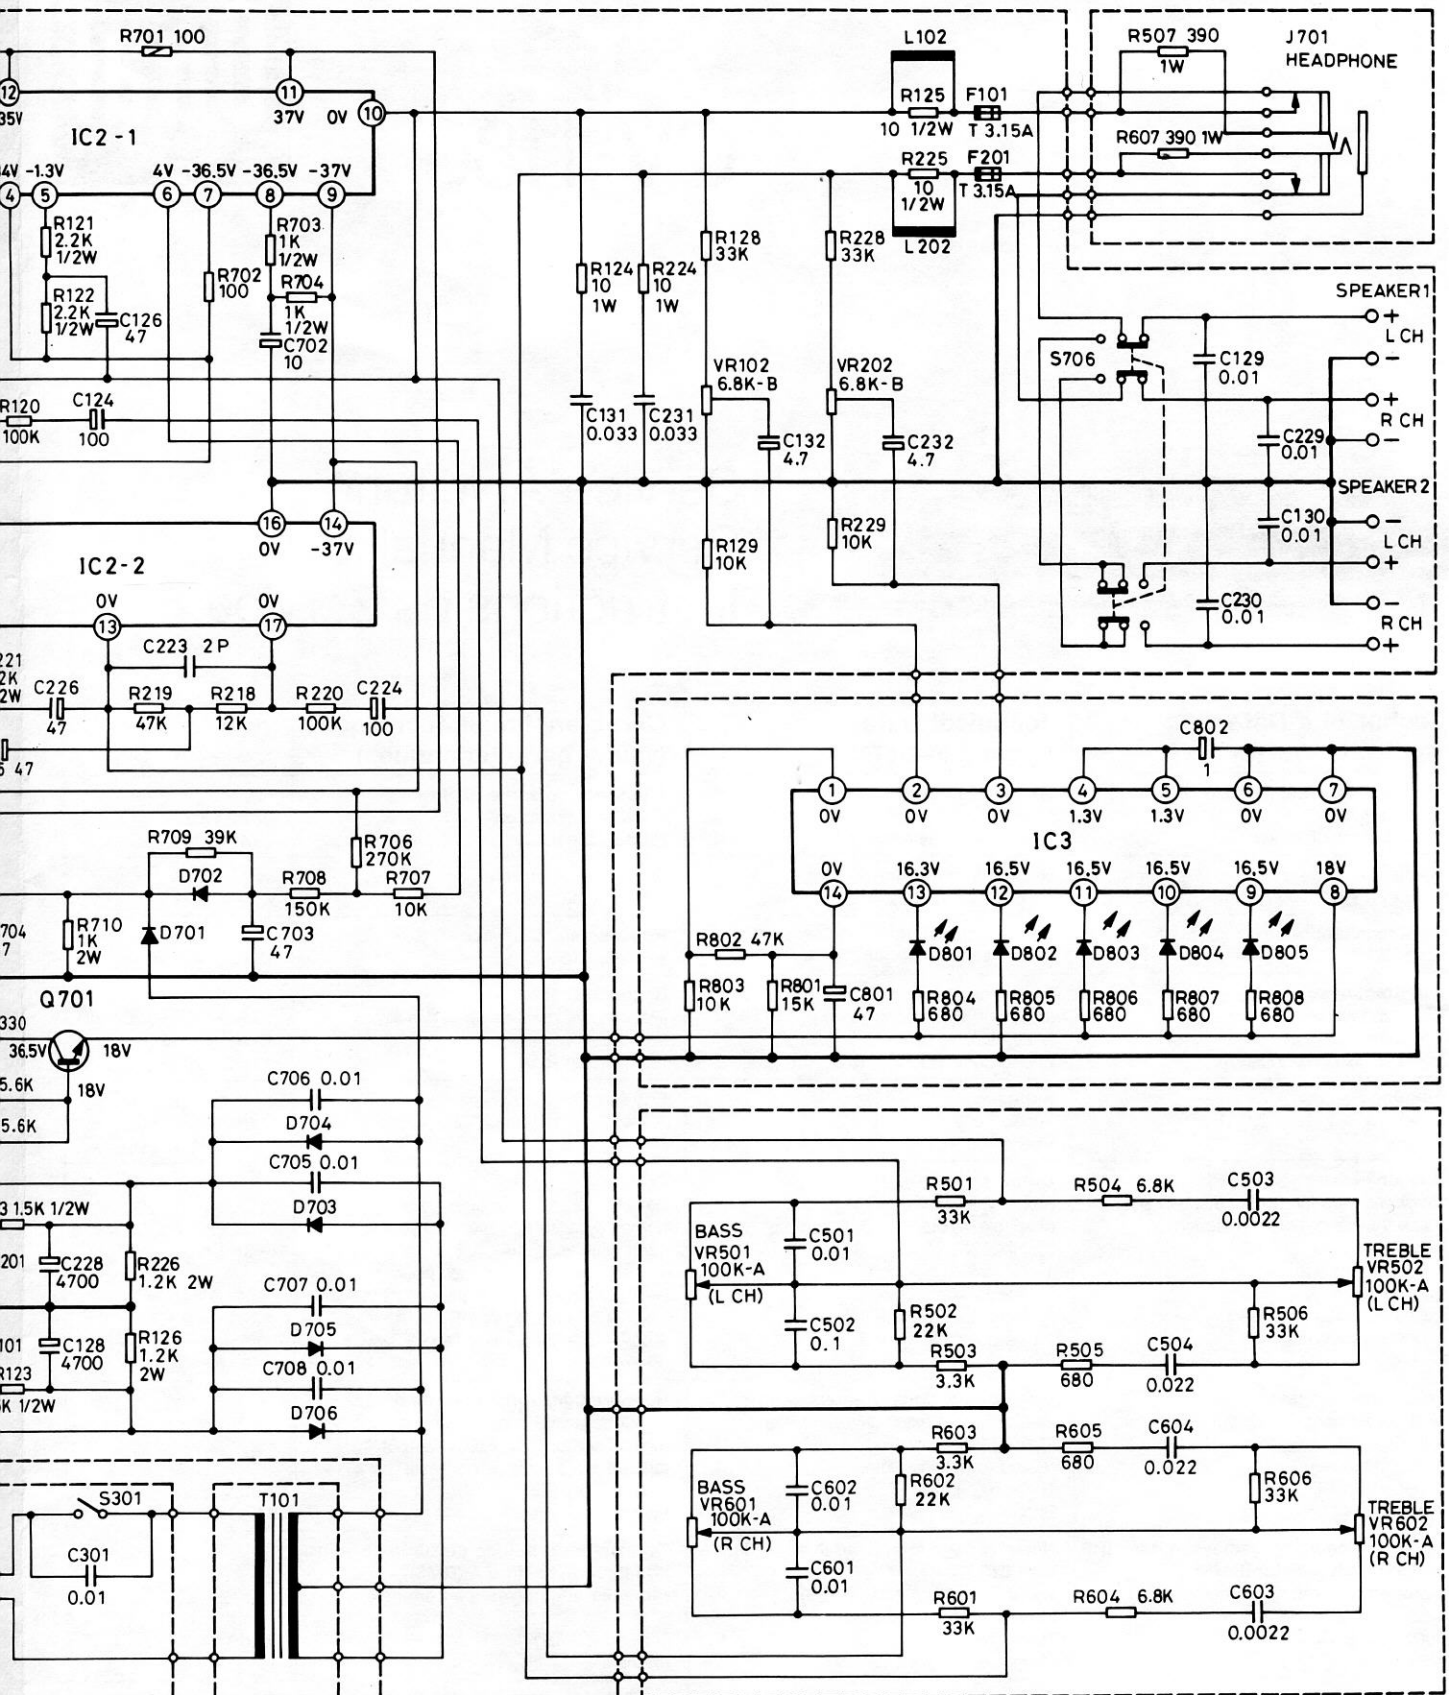 R701 100
12
35V
11
37V
0V
10
IC2-1
-1.3V
4V
-36.5V
-36.5V
-37V
4
5
6
7
8
9
R121
2.2K
1/2W
R122
2.2K
1/2W
C126
47
R702
100
R703
1K
1/2W
R704
1K
1/2W
C702
10
R120
100K
C124
100
16
0V
14
-37V
IC2-2
0V
13
0V
17
C223 2P
C226
47
R219
47K
R218
12K
R220
100K
C224
100
47
L102
R125
10 1/2W
F101
T 3.15A
R225
10
1/2W
F201
T 3.15A
L202
R507 390
1W
R607 390 1W
J701
HEADPHONE
R124
10
1W
R224
10
1W
R128
33K
R228
33K
VR102
6.8K-B
VR202
6.8K-B
C131
0.033
C231
0.033
C132
4.7
C232
4.7
R129
10K
R229
10K
S706
C129
0.01
C229
0.01
C130
0.01
C230
0.01
SPEAKER1
+
L CH
−
+
R CH
−
SPEAKER 2
−
L CH
+
−
R CH
+
C802
1
1
2
3
4
5
6
7
0V
0V
0V
1.3V
1.3V
0V
0V
IC3
0V
16.3V
16.5V
16.5V
16.5V
16.5V
18V
14
13
12
11
10
9
8
D801
D802
D803
D804
D805
R802 47K
R803
10K
R801
15K
C801
47
R804
680
R805
680
R806
680
R807
680
R808
680
R709 39K
D702
R706
270K
R708
150K
R707
10K
R710
1K
2W
D701
C703
47
Q701
330
36.5V
18V
5.6K
18V
5.6K
C706 0.01
D704
C705 0.01
D703
1.5K 1/2W
C228
4700
R226
1.2K 2W
C707 0.01
D705
C128
4700
R126
1.2K
2W
R123
1/2W
C708 0.01
D706
S301
C301
0.01
T101
BASS
VR501
100K-A
(L CH)
C501
0.01
C502
0.1
R501
33K
R504 6.8K
C503
0.0022
R502
22K
R503
3.3K
R505
680
C504
0.022
R506
33K
TREBLE
VR502
100K-A
(L CH)
R603
3.3K
R605
680
C604
0.022
BASS
VR601
100K-A
(R CH)
C602
0.01
R602
22K
C601
0.01
R606
33K
TREBLE
VR602
100K-A
(R CH)
R601
33K
R604 6.8K
C603
0.0022